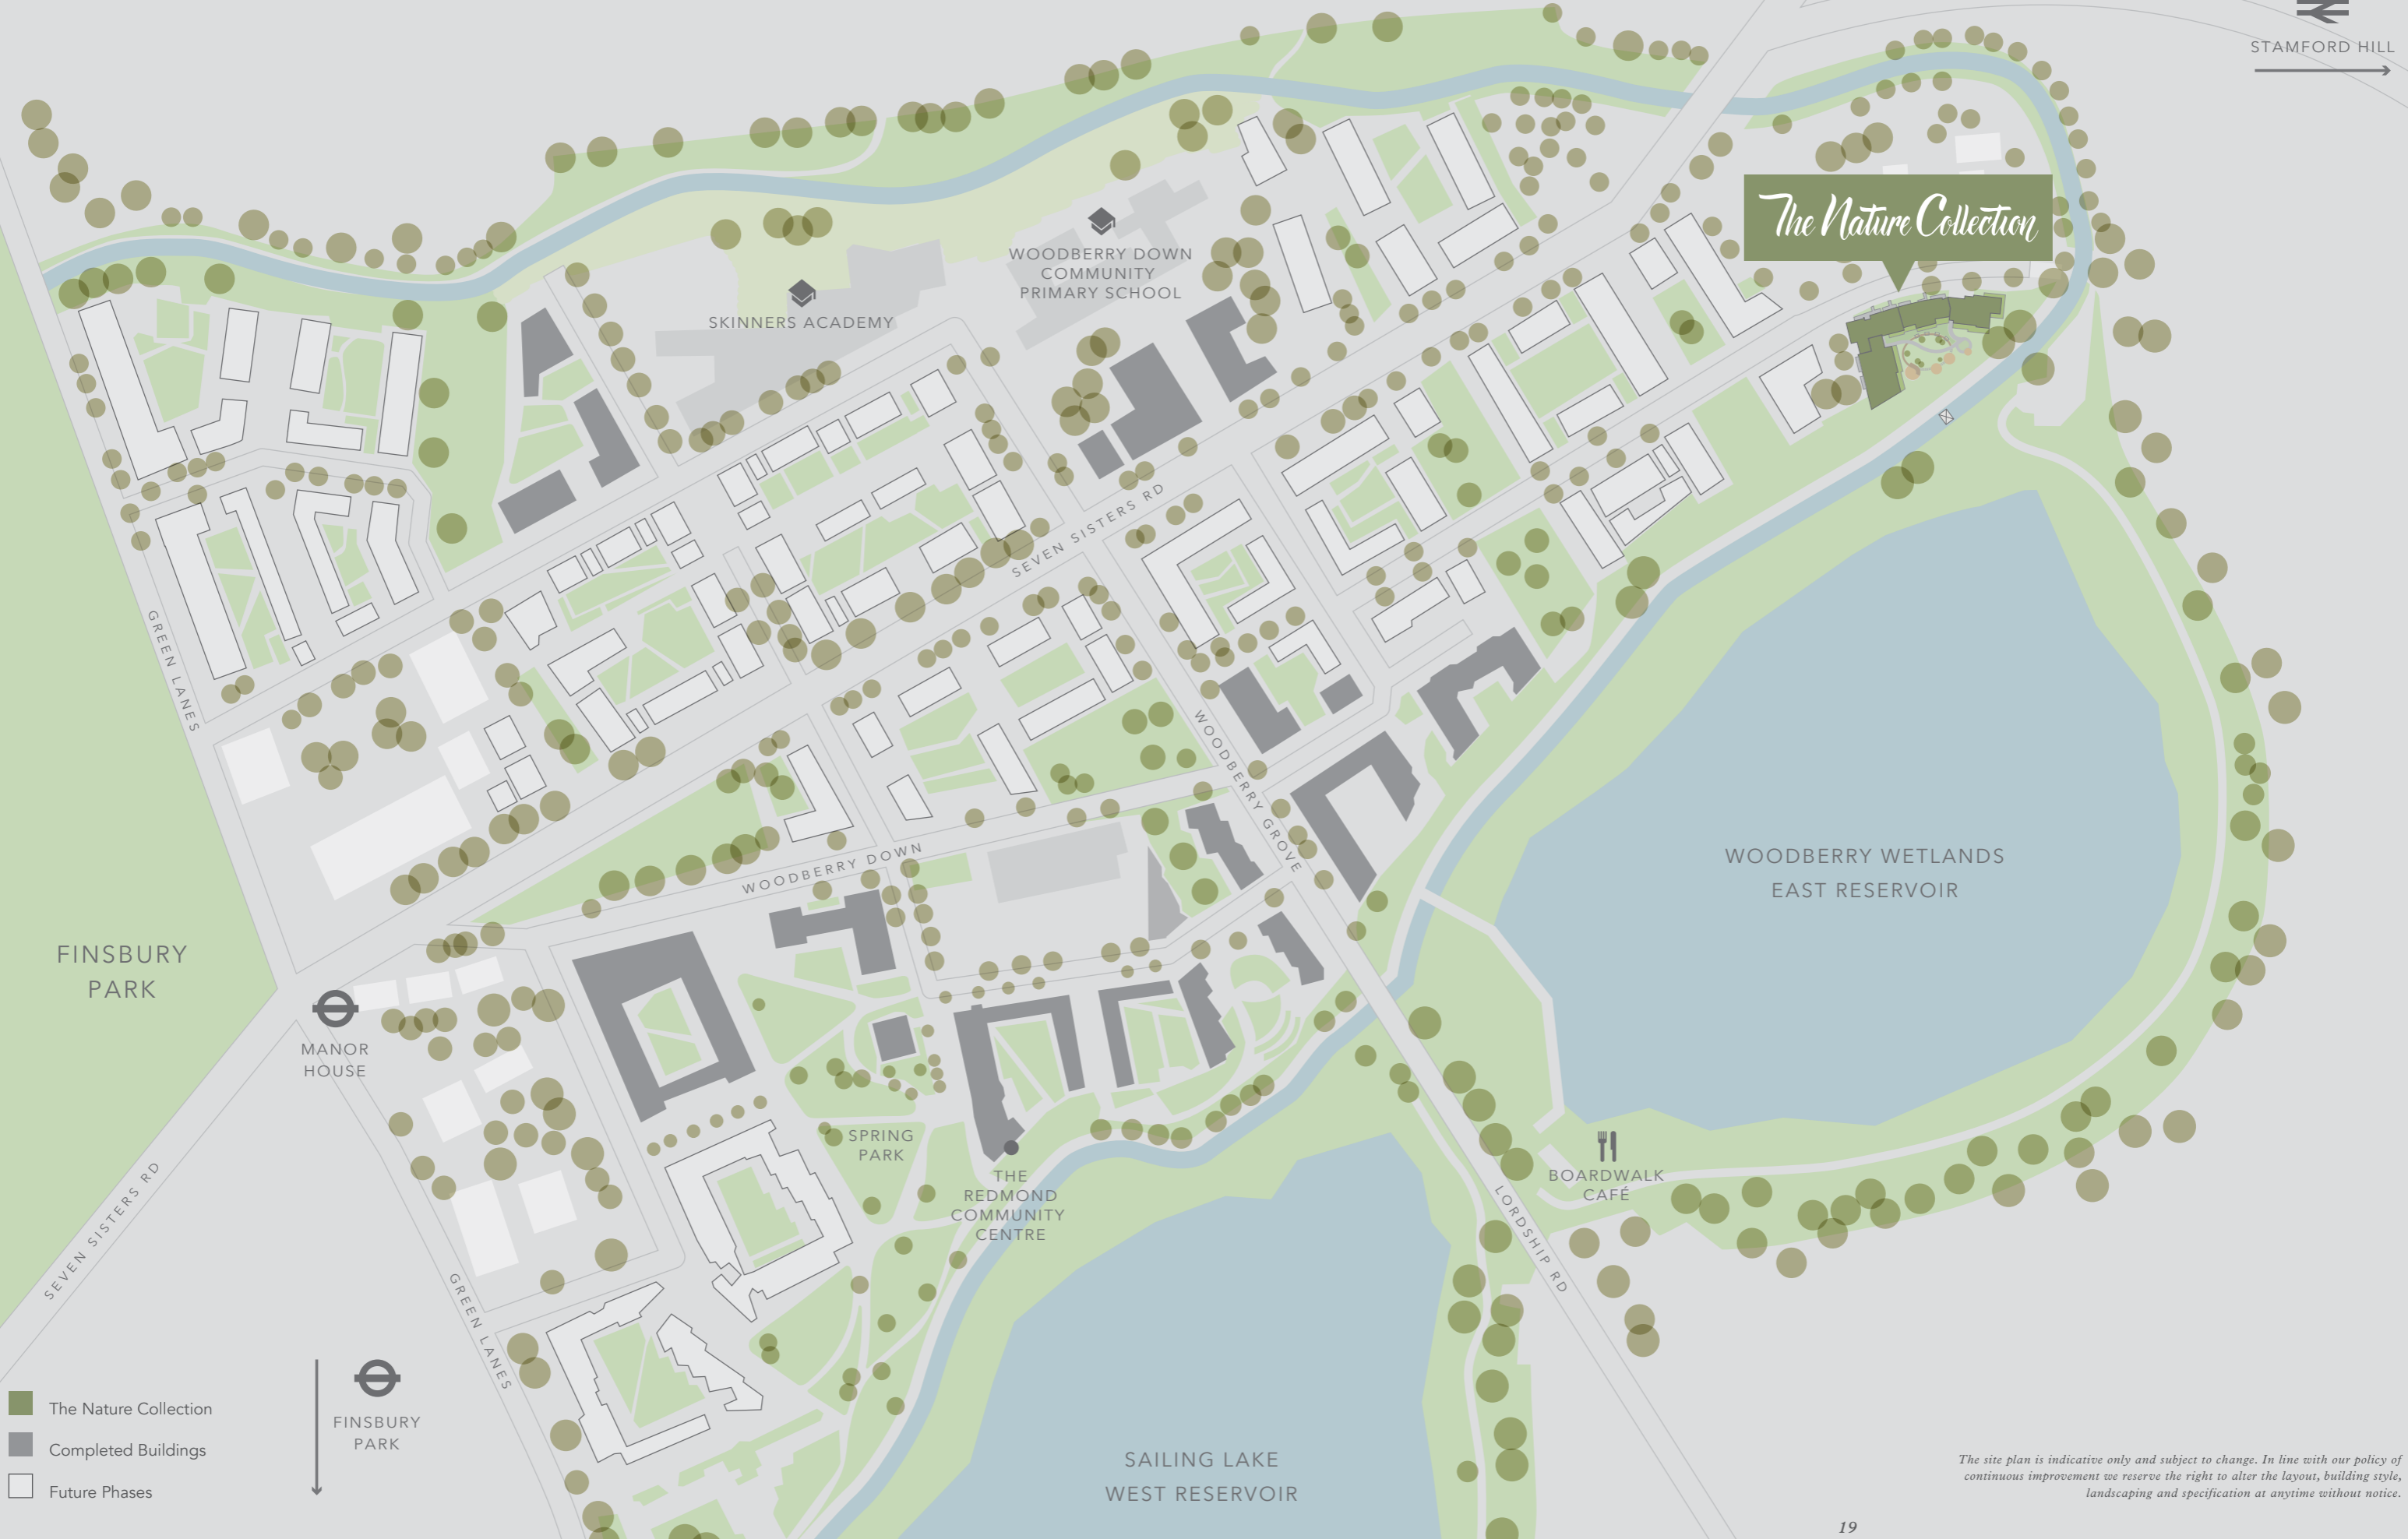 STAMFORD HILL
The Nature Collection
WOODBERRY DOWN
COMMUNITY
PRIMARY SCHOOL
SKINNERS ACADEMY
SEVEN SISTERS RD
GREEN LANES
WOODBERRY GROVE
WOODBERRY DOWN
WOODBERRY WETLANDS
EAST RESERVOIR
FINSBURY
PARK
MANOR
HOUSE
SPRING
PARK
THE
REDMOND
COMMUNITY
CENTRE
BOARDWALK
CAFÉ
LORDSHIP RD
SEVEN SISTERS RD
GREEN LANES
FINSBURY
PARK
The Nature Collection
Completed Buildings
Future Phases
SAILING LAKE
WEST RESERVOIR
The site plan is indicative only and subject to change. In line with our policy of
continuous improvement we reserve the right to alter the layout, building style,
landscaping and specification at anytime without notice.
19